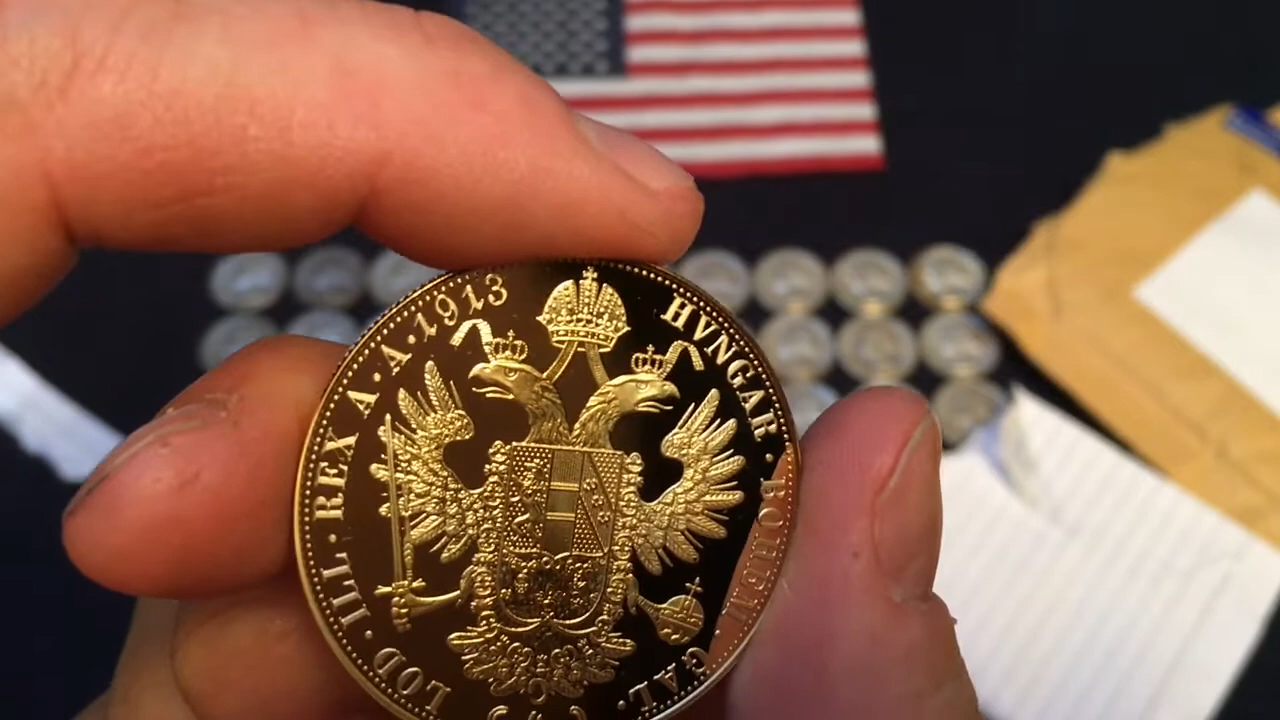 HVNGAR · BOHEM · GAL ·
LOD · ILL · REX A · A · 1913